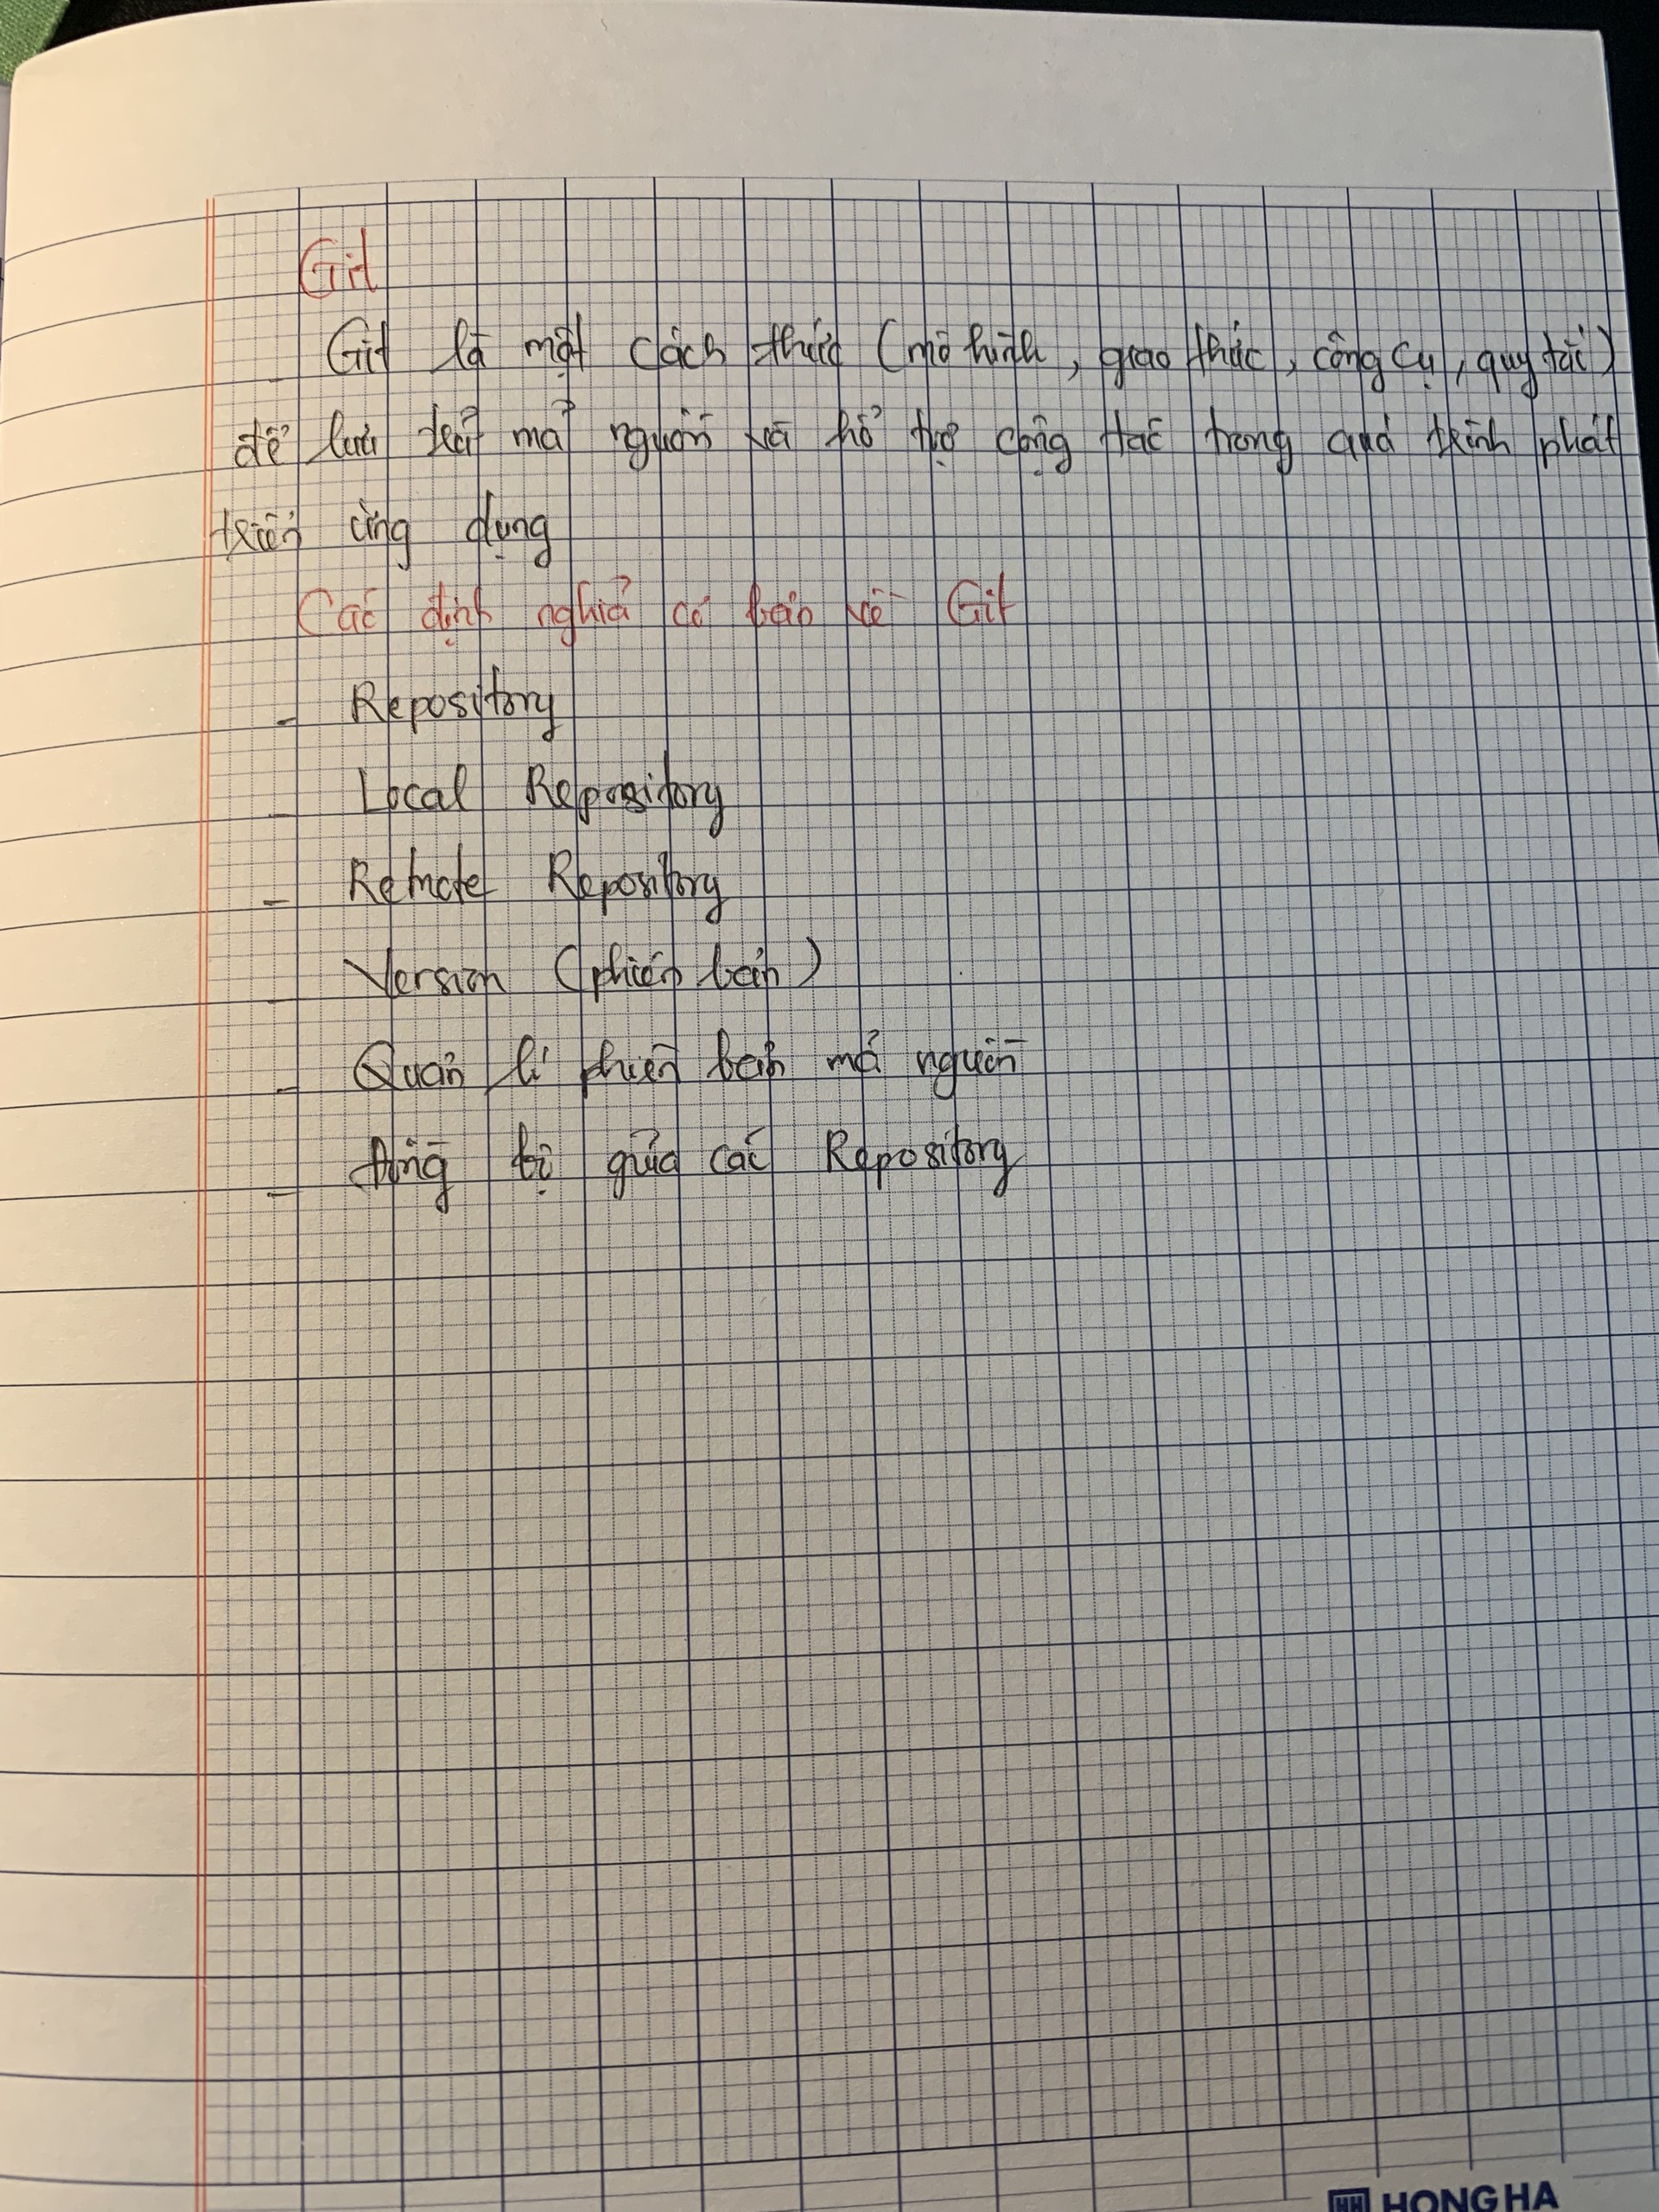 Git
- Git là một cách thức (mô hình, giao thức, công cụ, quy tắc)
để lưu trữ mã nguồn và hỗ trợ cộng tác trong quá trình phát
triển ứng dụng
Các định nghĩa cơ bản về Git
- Repository
- Local Repository
- Remote Repository
- Version (phiên bản)
- Quản lí phiên bản mã nguồn
- Đồng bộ giữa các Repository
HH HONG HA